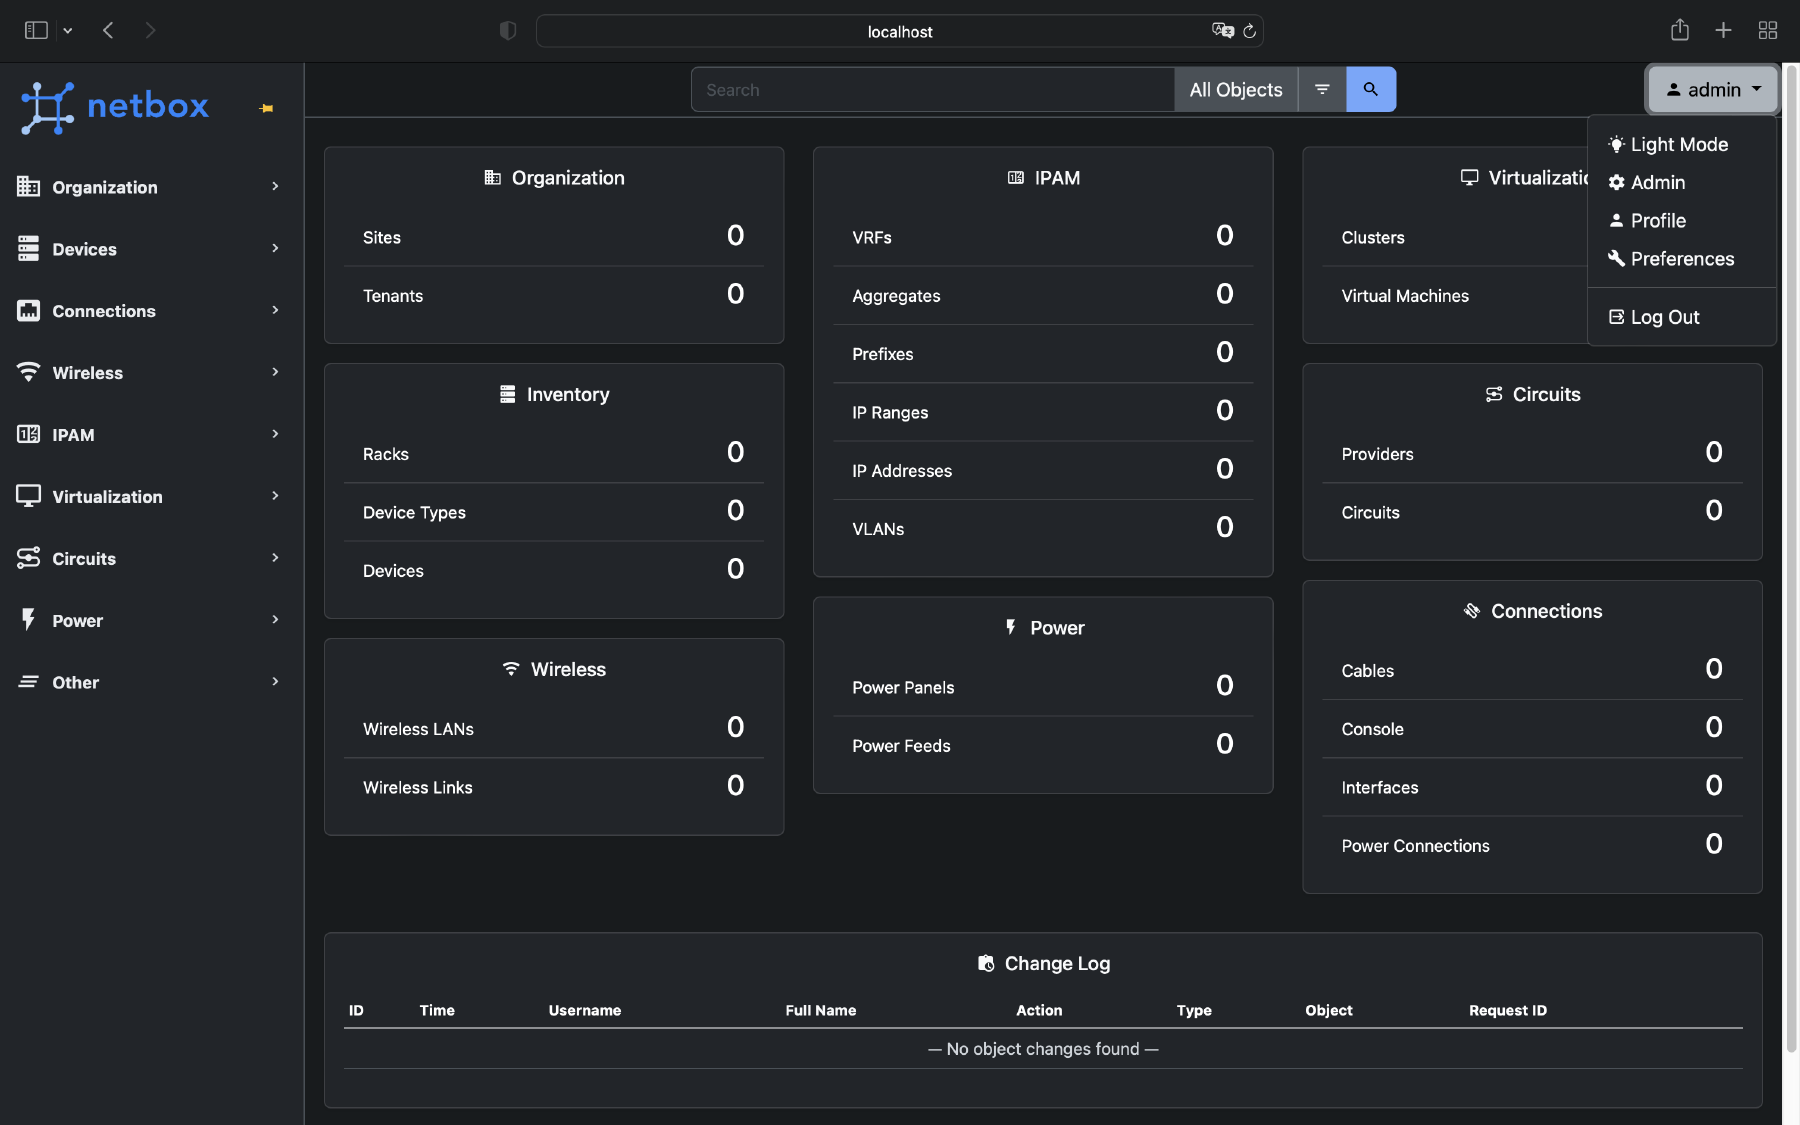 localhost
netbox
Search
All Objects
admin
Light Mode
Admin
Profile
Preferences
Log Out
Organization
Devices
Connections
Wireless
IPAM
Virtualization
Circuits
Power
Other
Organization
Sites 0
Tenants 0
Inventory
Racks 0
Device Types 0
Devices 0
Wireless
Wireless LANs 0
Wireless Links 0
IPAM
VRFs 0
Aggregates 0
Prefixes 0
IP Ranges 0
IP Addresses 0
VLANs 0
Power
Power Panels 0
Power Feeds 0
Virtualizatio
Clusters
Virtual Machines
Circuits
Providers 0
Circuits 0
Connections
Cables 0
Console 0
Interfaces 0
Power Connections 0
Change Log
ID Time Username Full Name Action Type Object Request ID
— No object changes found —